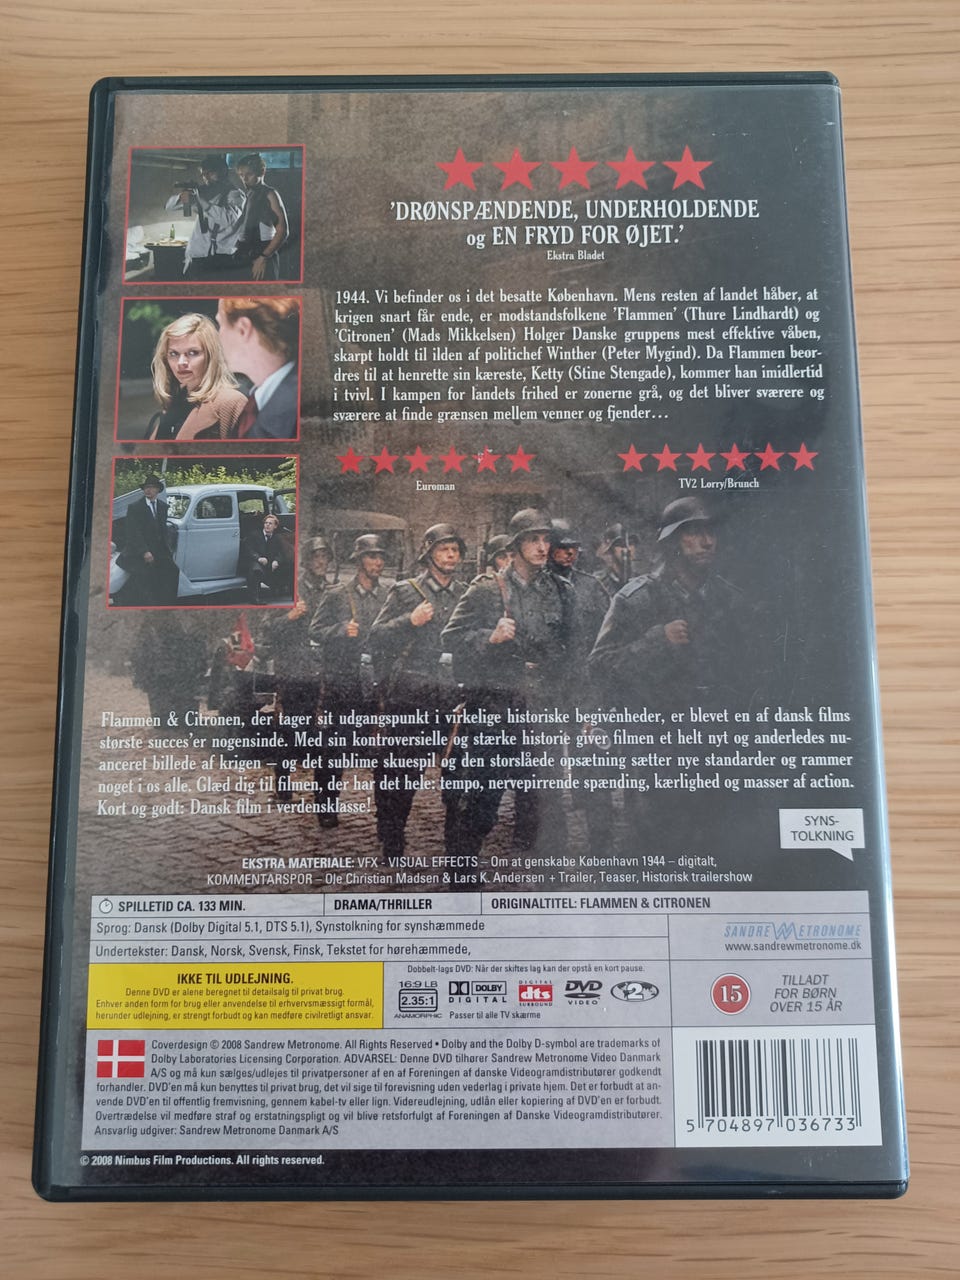 'DRØNSPÆNDENDE, UNDERHOLDENDE
og EN FRYD FOR ØJET.'
Ekstra Bladet
1944. Vi befinder os i det besatte København. Mens resten af landet håber, at
krigen snart får ende, er modstandsfolkene 'Flammen' (Thure Lindhardt) og
'Citronen' (Mads Mikkelsen) Holger Danske gruppens mest effektive våben,
skarpt holdt til ilden af politichef Winther (Peter Mygind). Da Flammen beor-
dres til at henrette sin kæreste, Ketty (Stine Stengade), kommer han imidlertid
i tvivl. I kampen for landets frihed er zonerne grå, og det bliver sværere og
sværere at finde grænsen mellem venner og fjender...
Euroman
TV2 Lorry/Brunch
Flammen & Citronen, der tager sit udgangspunkt i virkelige historiske begivenheder, er blevet en af dansk films
største succes'er nogensinde. Med sin kontroversielle og stærke historie giver filmen et helt nyt og anderledes nu-
anceret billede af krigen – og det sublime skuespil og den storslåede opsætning sætter nye standarder og rammer
noget i os alle. Glæd dig til filmen, der har det hele: tempo, nervepirrende spænding, kærlighed og masser af action.
Kort og godt: Dansk film i verdensklasse!
SYNS-
TOLKNING
EKSTRA MATERIALE: VFX - VISUAL EFFECTS – Om at genskabe København 1944 – digitalt,
KOMMENTARSPOR – Ole Christian Madsen & Lars K. Andersen + Trailer, Teaser, Historisk trailershow
SPILLETID CA. 133 MIN.
DRAMA/THRILLER
ORIGINALTITEL: FLAMMEN & CITRONEN
Sprog: Dansk (Dolby Digital 5.1, DTS 5.1), Synstolkning for synshæmmede
Undertekster: Dansk, Norsk, Svensk, Finsk, Tekstet for hørehæmmede,
SANDREW METRONOME
www.sandrewmetronome.dk
IKKE TIL UDLEJNING.
Denne DVD er alene beregnet til detailsalg til privat brug.
Enhver anden form for brug eller anvendelse til erhvervsmæssigt formål,
herunder udlejning, er strengt forbudt og kan medføre civilretligt ansvar.
Dobbelt-lags DVD: Når der skiftes lag kan der opstå en kort pause.
16:9 LB
2.35:1
ANAMORPHIC
DOLBY
DIGITAL
DIGITAL
dts
SURROUND
DVD
VIDEO
2
Passer til alle TV skærme
15
TILLADT
FOR BØRN
OVER 15 ÅR
Coverdesign © 2008 Sandrew Metronome. All Rights Reserved • Dolby and the Dolby D-symbol are trademarks of
Dolby Laboratories Licensing Corporation. ADVARSEL: Denne DVD tilhører Sandrew Metronome Video Danmark
A/S og må kun sælges/udlejes til privatpersoner af en af Foreningen af danske Videogramdistributører godkendt
forhandler. DVD'en må kun benyttes til privat brug, det vil sige til forevisning uden vederlag i private hjem. Det er forbudt at an-
vende DVD'en til offentlig fremvisning, gennem kabel-tv eller lign. Videreudlejning, udlån eller kopiering af DVD'en er forbudt.
Overtrædelse vil medføre straf og erstatningspligt og vil blive retsforfulgt af Foreningen af Danske Videogramdistributører.
Ansvarlig udgiver: Sandrew Metronome Danmark A/S
5 704897 036733
© 2008 Nimbus Film Productions. All rights reserved.